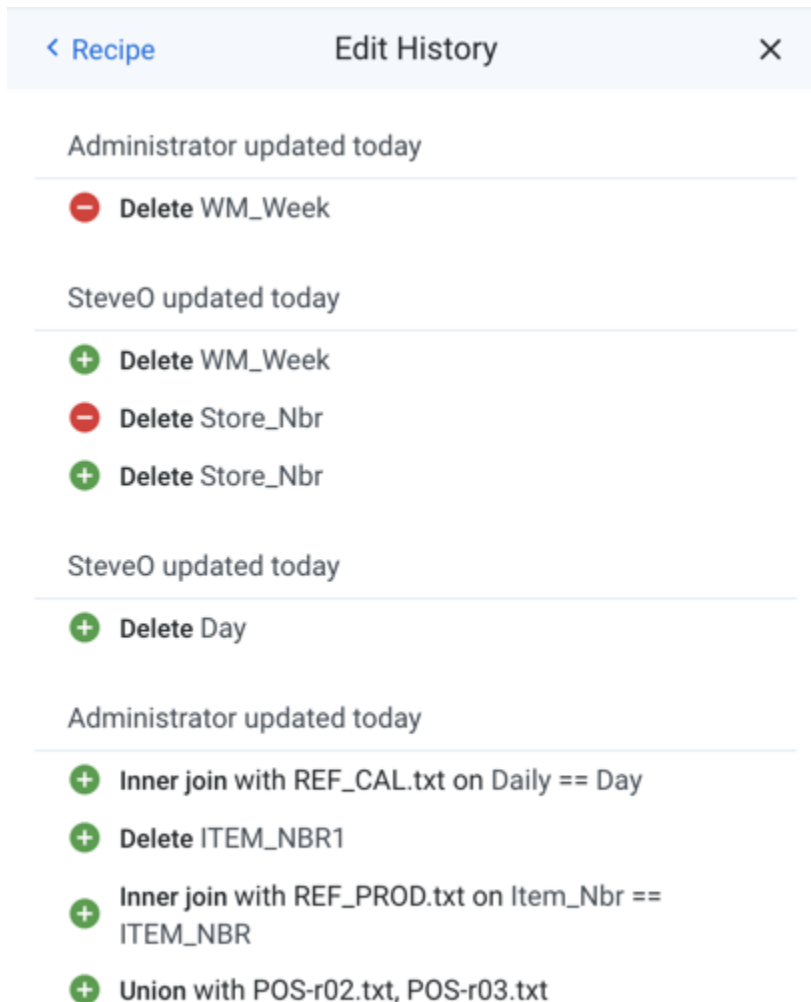 Recipe Edit History
Administrator updated today
Delete WM_Week
SteveO updated today
Delete WM_Week
Delete Store_Nbr
Delete Store_Nbr
SteveO updated today
Delete Day
Administrator updated today
Inner join with REF_CAL.txt on Daily == Day
Delete ITEM_NBR1
Inner join with REF_PROD.txt on Item_Nbr ==
ITEM_NBR
Union with POS-r02.txt, POS-r03.txt